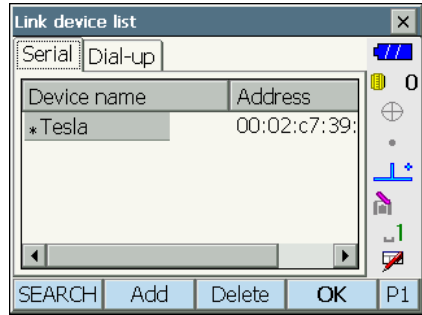 Link device list
Serial Dial-up
Device name Address
*Tesla 00:02:c7:39:
0
1
SEARCH Add Delete OK P1